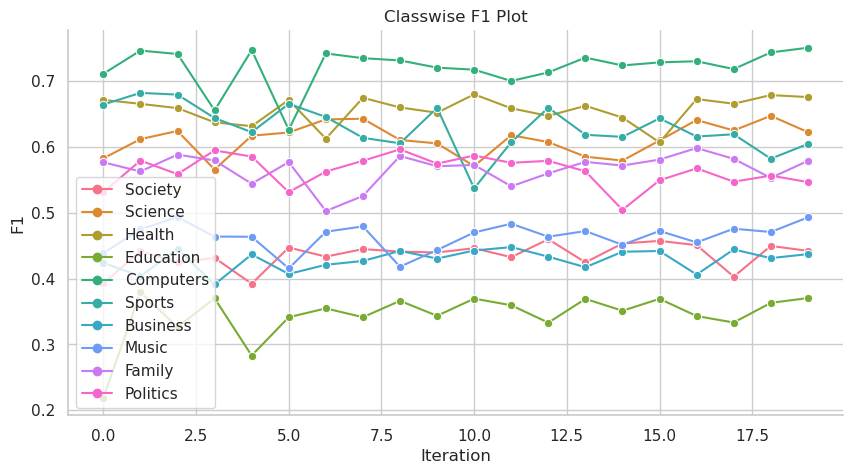 Classwise F1 Plot
F1
0.7
0.6
0.5
0.4
0.3
0.2
Society
Science
Health
Education
Computers
Sports
Business
Music
Family
Politics
0.0 2.5 5.0 7.5 10.0 12.5 15.0 17.5
Iteration